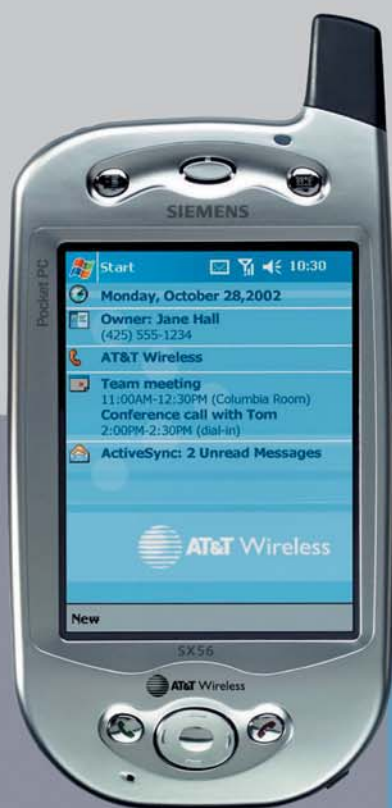 SIEMENS
Pocket PC
Start 10:30
Monday, October 28,2002
Owner: Jane Hall
(425) 555-1234
AT&T Wireless
Team meeting
11:00AM-12:30PM (Columbia Room)
Conference call with Tom
2:00PM-2:30PM (dial-in)
ActiveSync: 2 Unread Messages
AT&T Wireless
New
SX56
AT&T Wireless